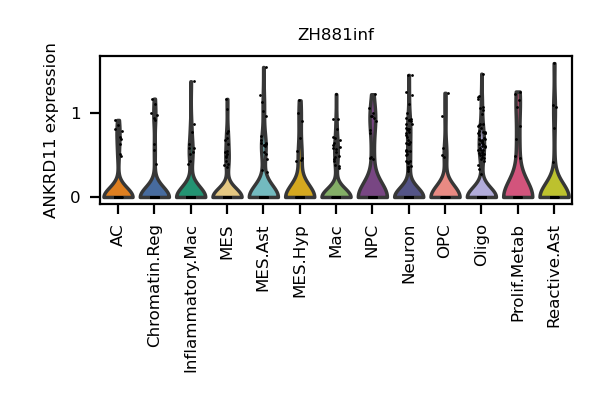 ZH881inf
ANKRD11 expression
1
0
AC
Chromatin.Reg
Inflammatory.Mac
MES
MES.Ast
MES.Hyp
Mac
NPC
Neuron
OPC
Oligo
Prolif.Metab
Reactive.Ast